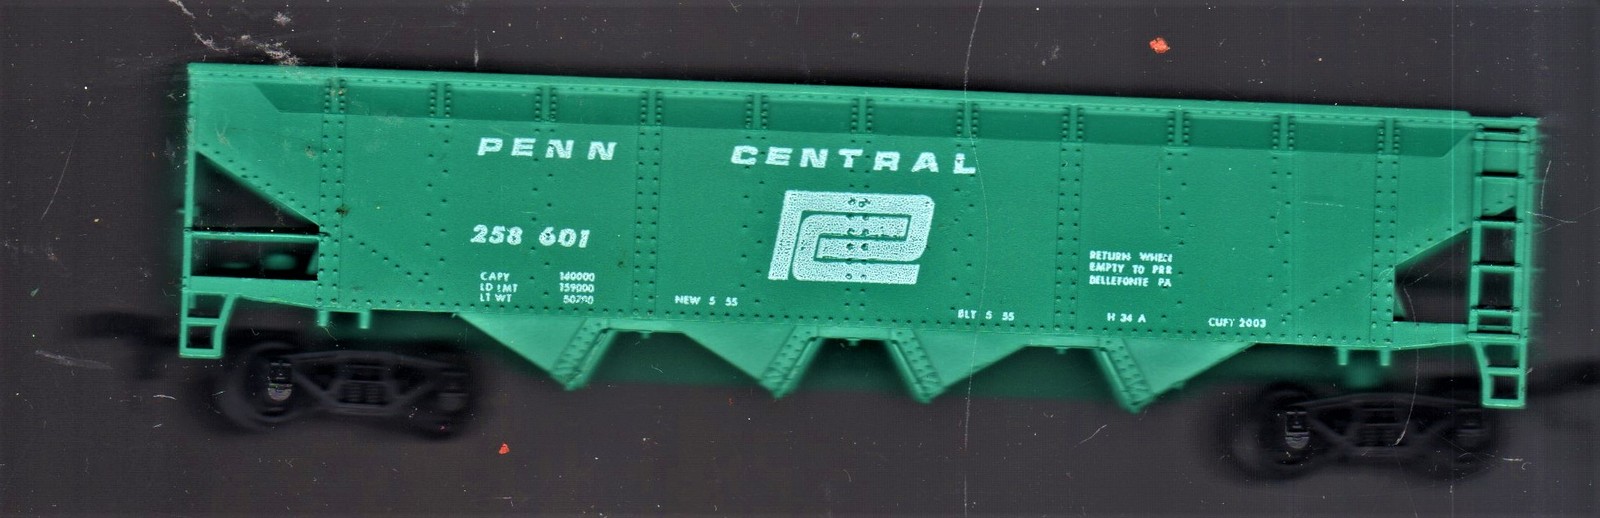 PENN CENTRAL
258 601
CAPY 140000
LD LMT 159000
LT WT 50700
NEW 5 55
BLT 5 55
RETURN WHEN
EMPTY TO PRR
BELLEFONTE PA
H 34 A
CUFT 2003